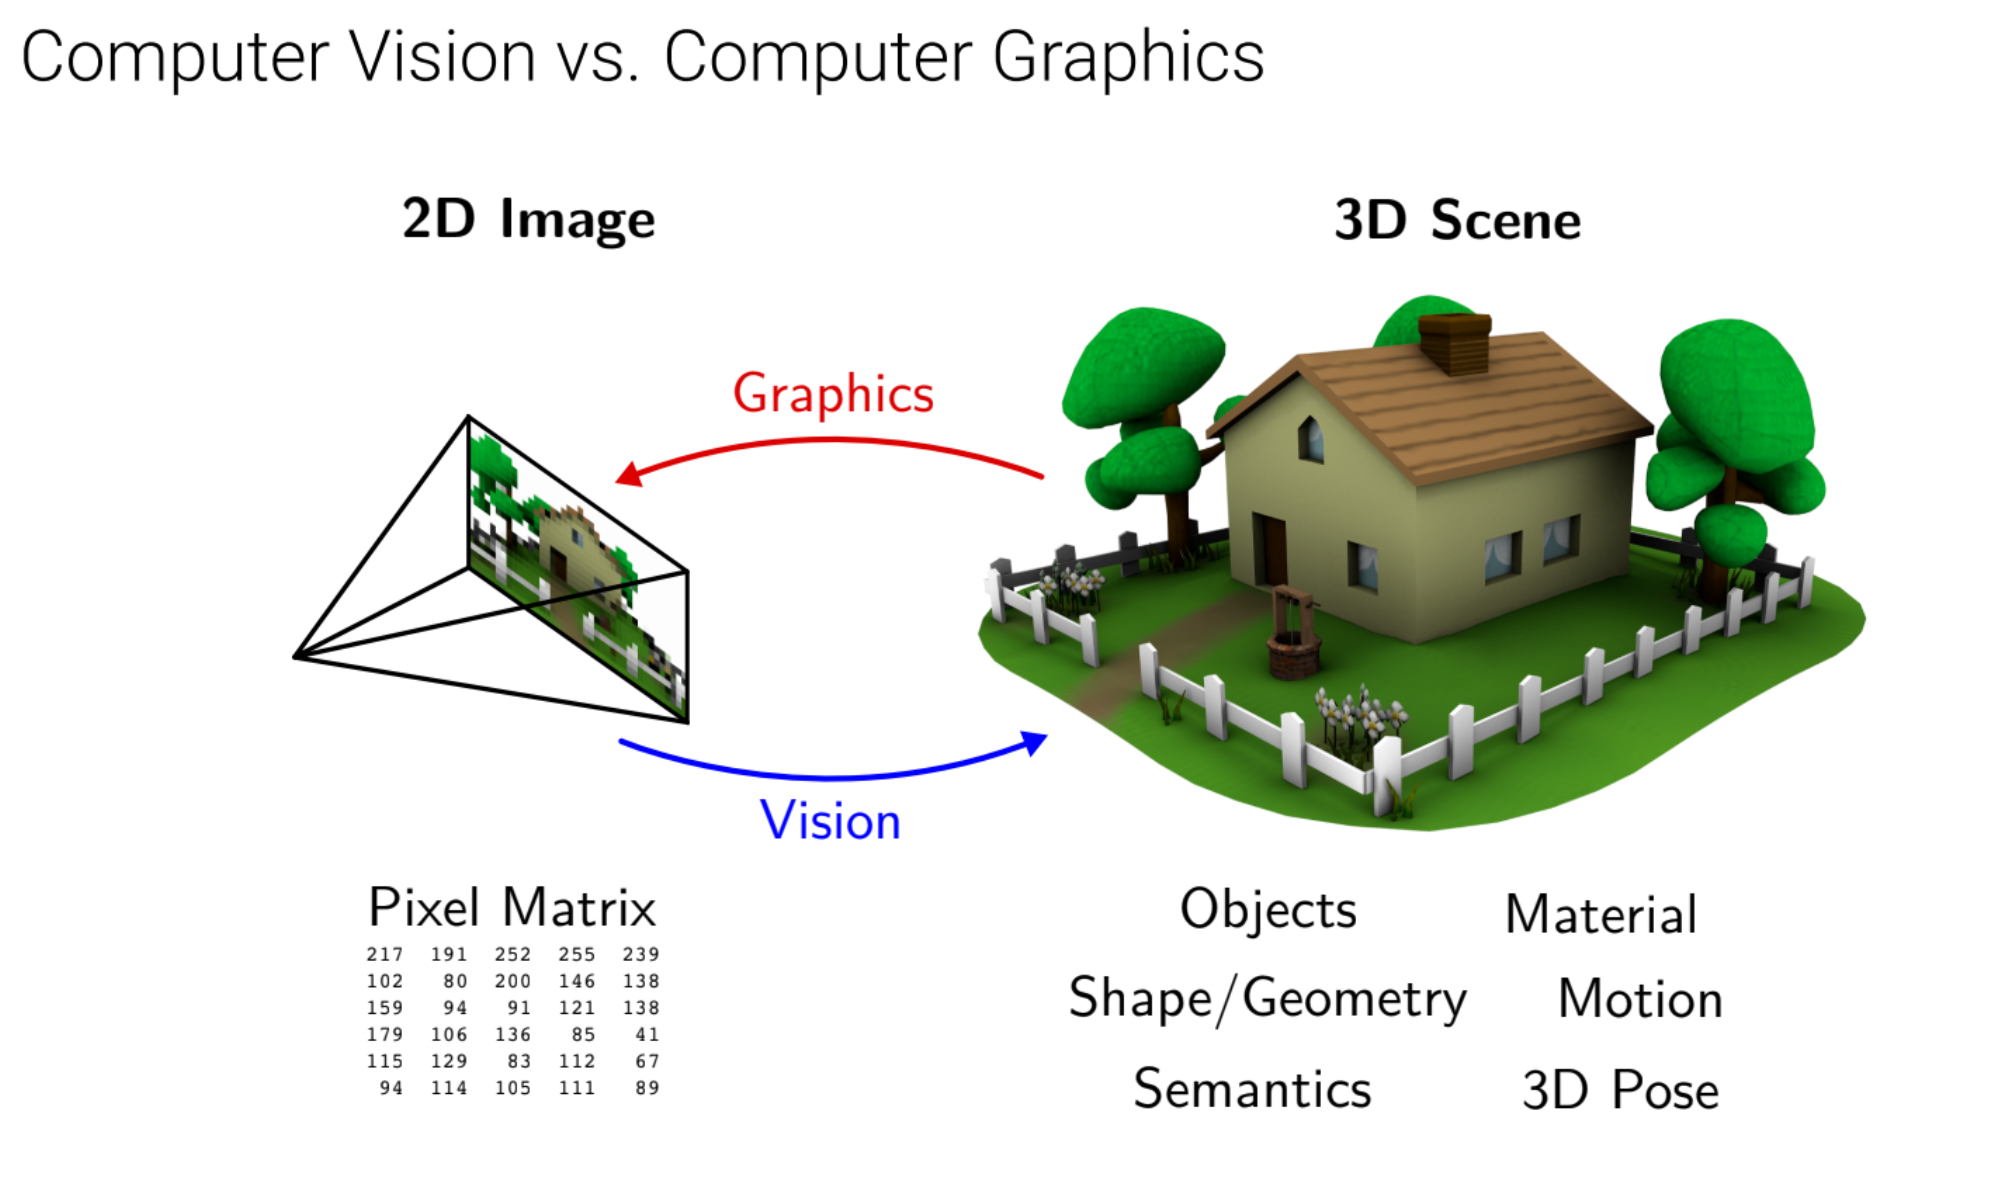 Computer Vision vs. Computer Graphics
2D Image
3D Scene
Graphics
Vision
Pixel Matrix
217 191 252 255 239
102 80 200 146 138
159 94 91 121 138
179 106 136 85 41
115 129 83 112 67
94 114 105 111 89
Objects Material
Shape/Geometry Motion
Semantics 3D Pose